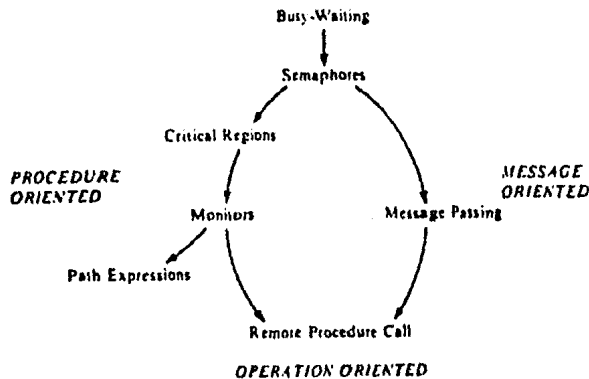 Busy-Waiting
Semaphores
Critical Regions
PROCEDURE
ORIENTED
MESSAGE
ORIENTED
Monitors
Message Passing
Path Expressions
Remote Procedure Call
OPERATION ORIENTED